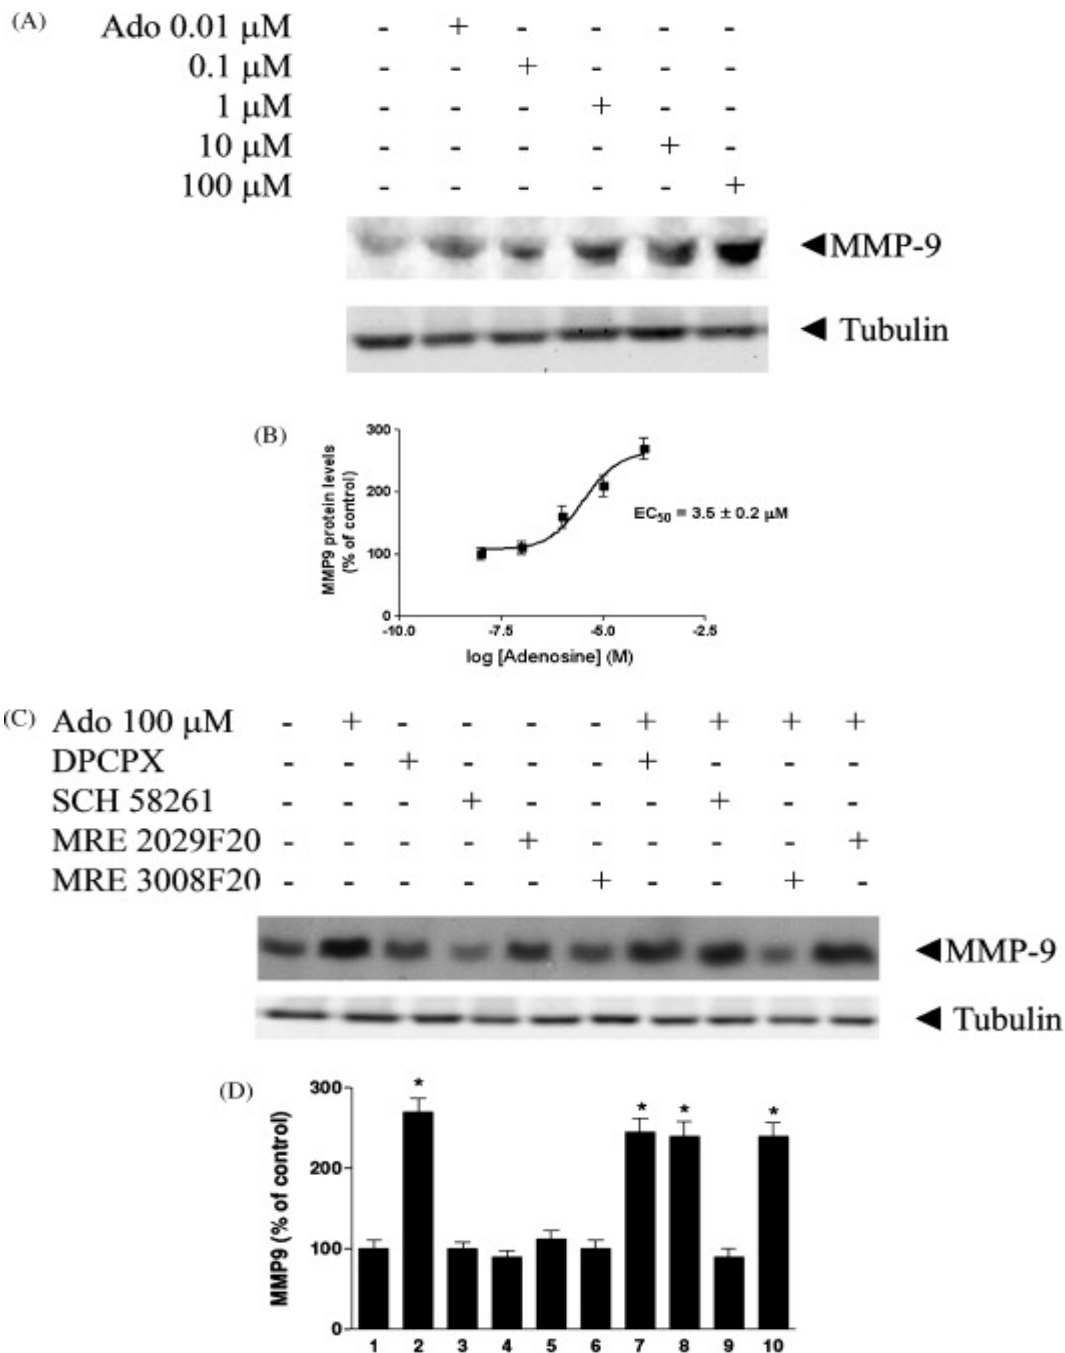 (A) Ado 0.01 µM - + - - - -
0.1 µM - - + - - -
1 µM - - - + - -
10 µM - - - - + -
100 µM - - - - - +
◄MMP-9
◄ Tubulin
(B)
MMP9 protein levels
(% of control)
300
200
100
0
EC50 = 3.5 ± 0.2 µM
-10.0 -7.5 -5.0 -2.5
log [Adenosine] (M)
(C) Ado 100 µM - + - - - - + + + +
DPCPX - - + - - - + - - -
SCH 58261 - - - + - - - + - -
MRE 2029F20 - - - - + - - - - +
MRE 3008F20 - - - - - + - - + -
◄MMP-9
◄ Tubulin
(D)
MMP9 (% of control)
300
200
100
0
* * * *
1 2 3 4 5 6 7 8 9 10